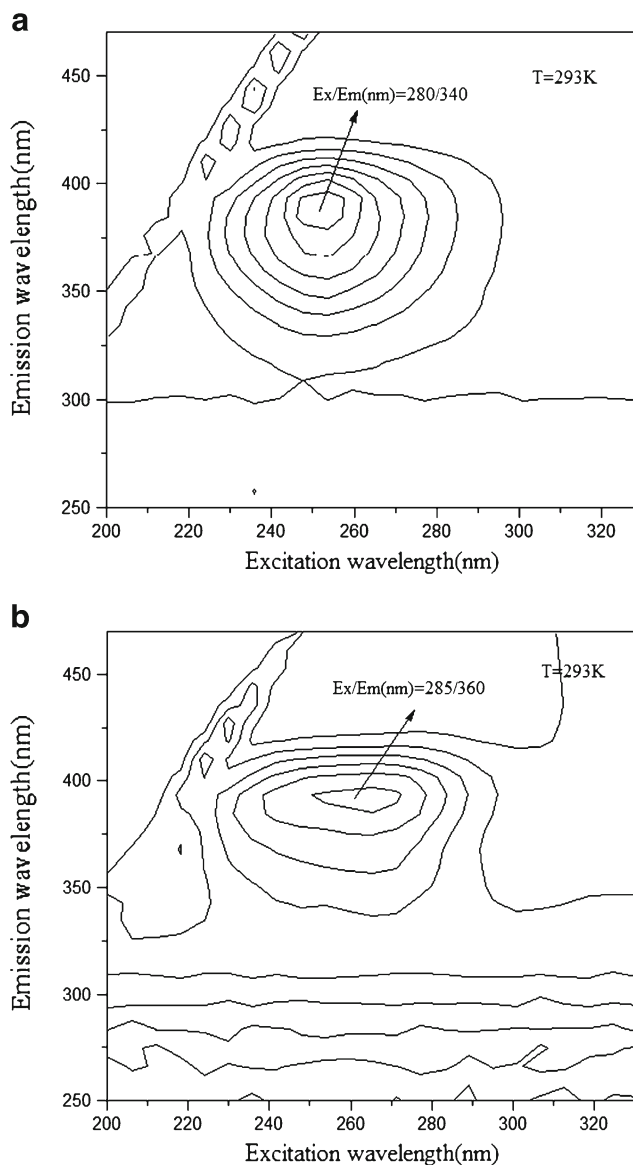 a
450
400
350
300
250
Emission wavelength(nm)
Ex/Em(nm)=280/340
T=293K
200 220 240 260 280 300 320
Excitation wavelength(nm)
b
450
400
350
300
250
Emission wavelength(nm)
Ex/Em(nm)=285/360
T=293K
200 220 240 260 280 300 320
Excitation wavelength(nm)